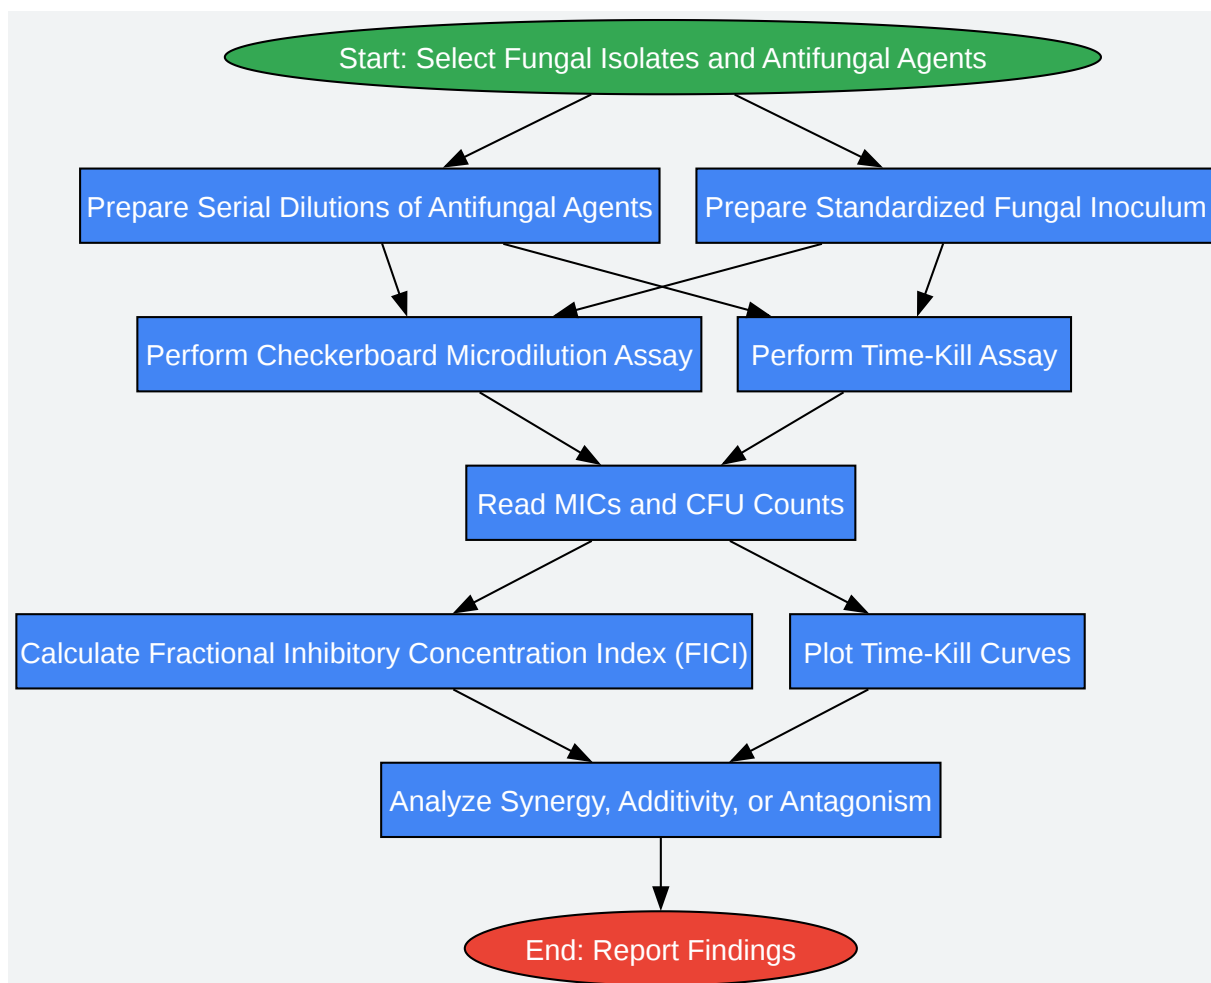 Start: Select Fungal Isolates and Antifungal Agents
Prepare Serial Dilutions of Antifungal Agents
Prepare Standardized Fungal Inoculum
Perform Checkerboard Microdilution Assay
Perform Time-Kill Assay
Read MICs and CFU Counts
Calculate Fractional Inhibitory Concentration Index (FICI)
Plot Time-Kill Curves
Analyze Synergy, Additivity, or Antagonism
End: Report Findings